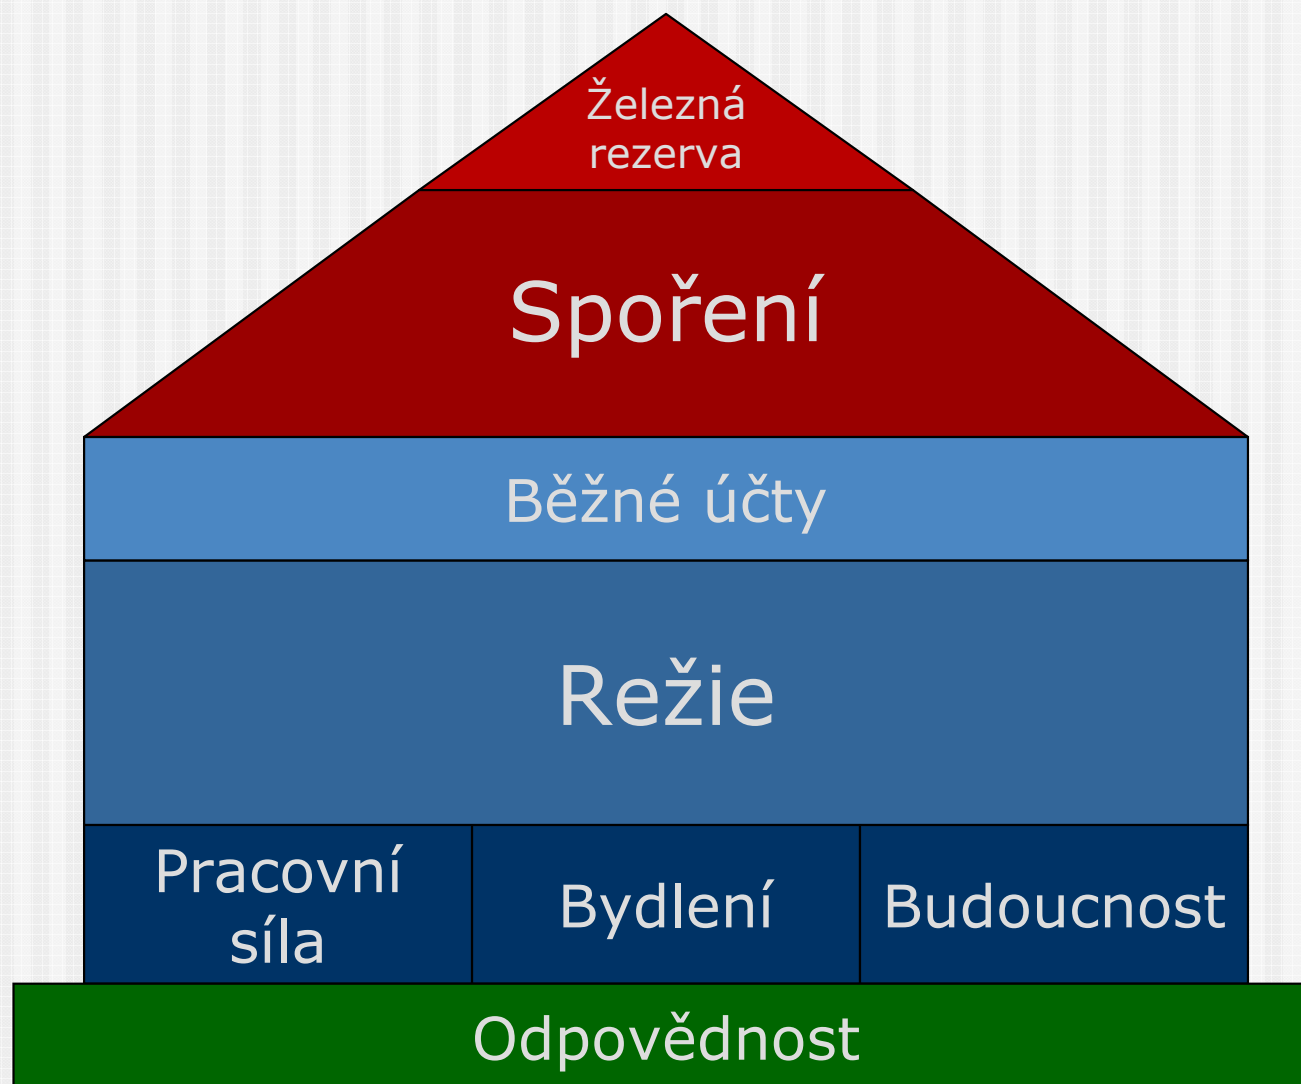 Železná
rezerva
Spoření
Běžné účty
Režie
Pracovní
síla
Bydlení
Budoucnost
Odpovědnost